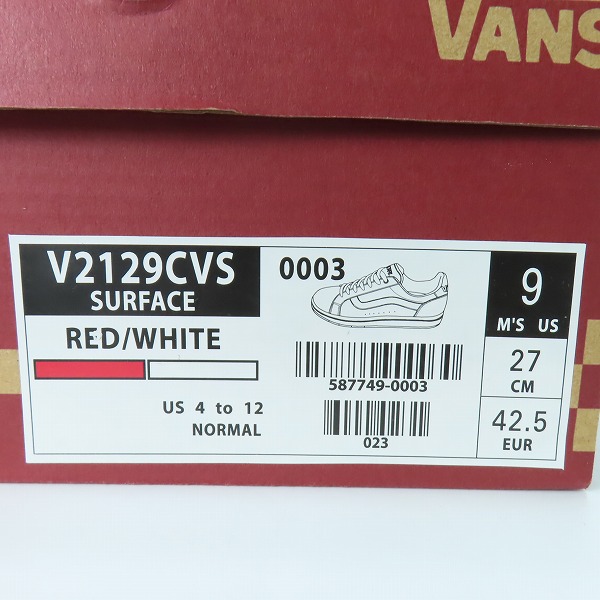 VANS
V2129CVS
SURFACE
RED/WHITE
US 4 to 12
NORMAL
0003
587749-0003
023
9
M'S US
27
CM
42.5
EUR